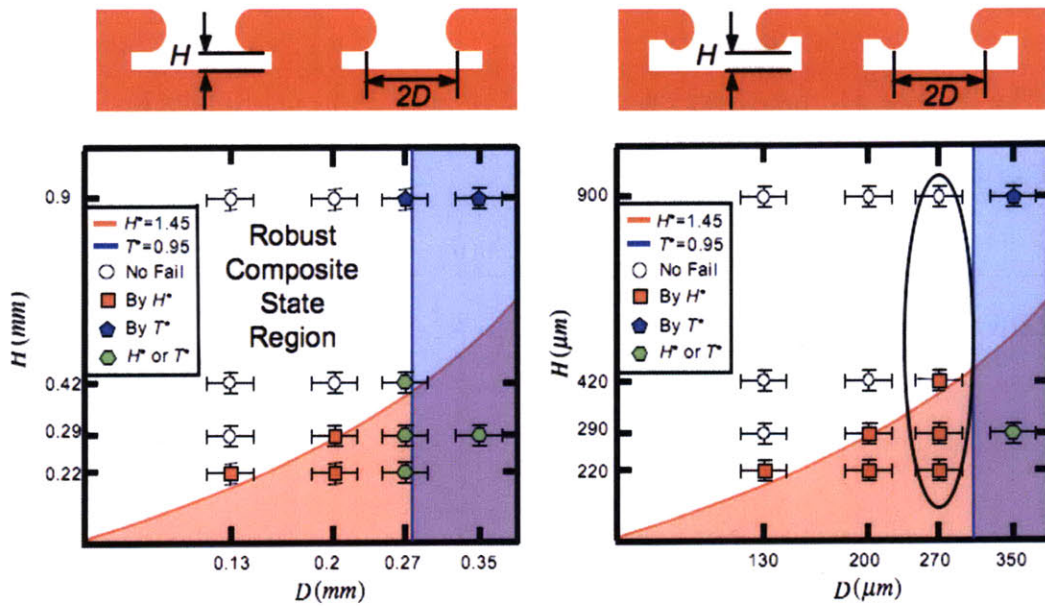 H
2D
H
2D
0.9
0.42
0.29
0.22
H (mm)
H*=1.45
T*=0.95
No Fail
By H*
By T*
H* or T*
Robust
Composite
State
Region
0.13
0.2
0.27
0.35
D (mm)
900
420
290
220
H (μm)
H*=1.45
T*=0.95
No Fail
By H*
By T*
H* or T*
130
200
270
350
D (μm)